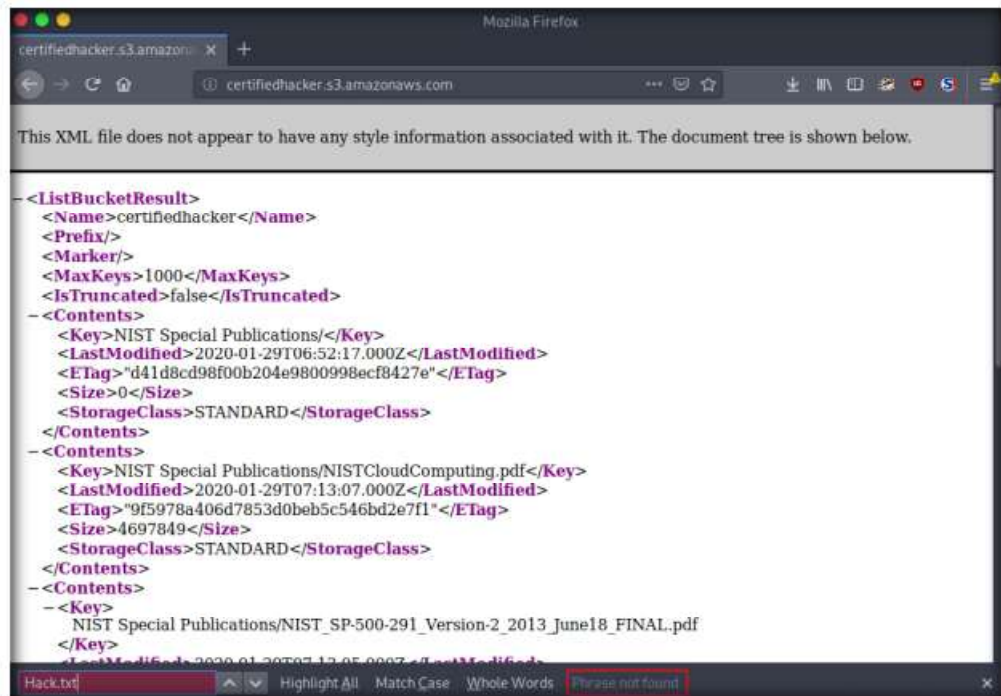 Mozilla Firefox
certifiedhacker.s3.amazon
certifiedhacker.s3.amazonaws.com
This XML file does not appear to have any style information associated with it. The document tree is shown below.
−<ListBucketResult>
<Name>certifiedhacker</Name>
<Prefix/>
<Marker/>
<MaxKeys>1000</MaxKeys>
<IsTruncated>false</IsTruncated>
−<Contents>
<Key>NIST Special Publications/</Key>
<LastModified>2020-01-29T06:52:17.000Z</LastModified>
<ETag>"d41d8cd98f00b204e9800998ecf8427e"</ETag>
<Size>0</Size>
<StorageClass>STANDARD</StorageClass>
</Contents>
−<Contents>
<Key>NIST Special Publications/NISTCloudComputing.pdf</Key>
<LastModified>2020-01-29T07:13:07.000Z</LastModified>
<ETag>"9f5978a406d7853d0beb5c546bd2e7f1"</ETag>
<Size>4697849</Size>
<StorageClass>STANDARD</StorageClass>
</Contents>
−<Contents>
−<Key>
NIST Special Publications/NIST_SP-500-291_Version-2_2013_June18_FINAL.pdf
</Key>
Hack.txt Highlight All Match Case Whole Words Phrase not found